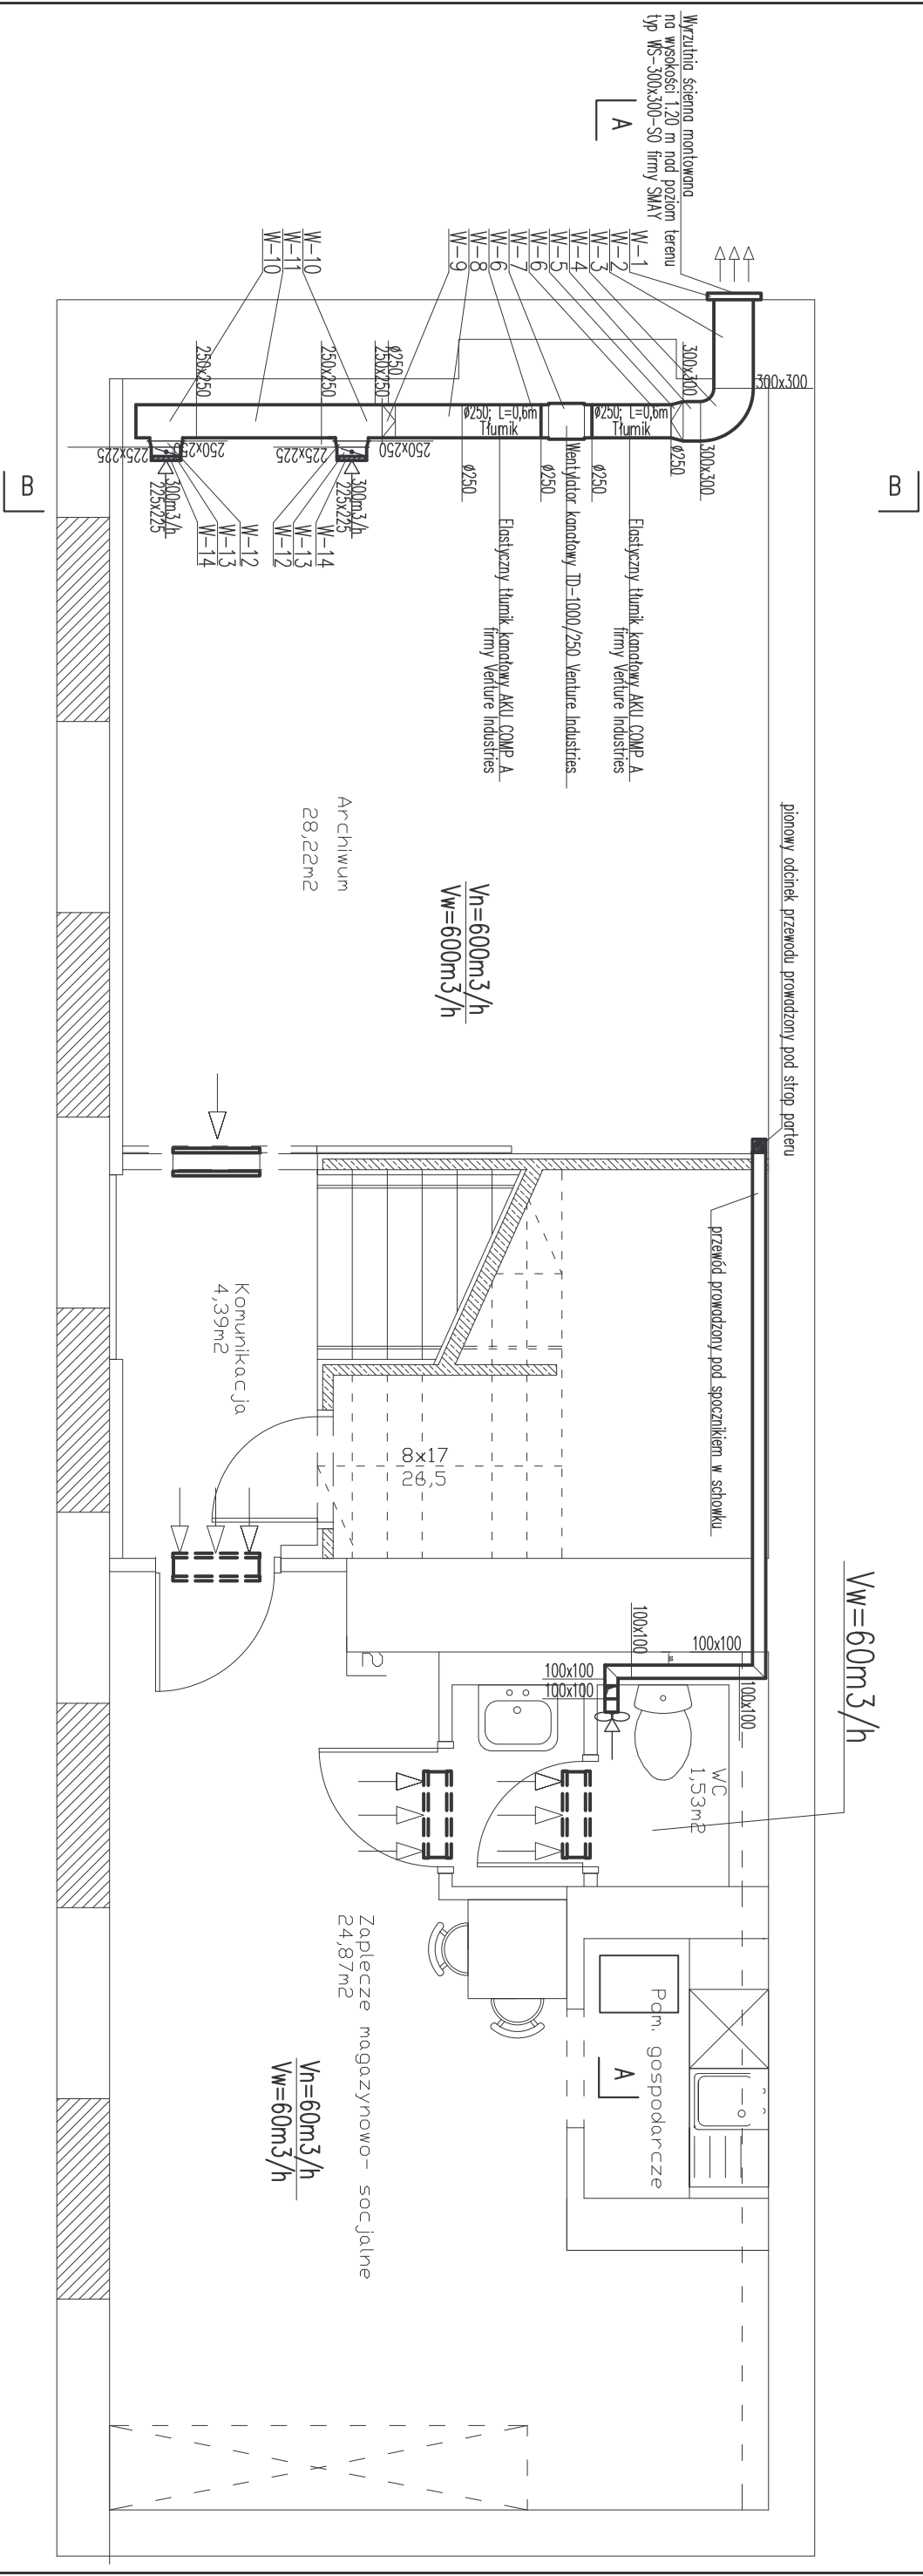 Wyrzutnia ścienna montowana
na wysokości 1.20 m nad poziom terenu
typ WS-300x300-SO firmy SMAY
A
B
B
W-1
W-2
W-3
W-4
W-5
W-6
W-7
W-6
W-8
W-9
W-10
W-11
W-10
300x300
300x300
300x300
Ø250
Ø250; L=0,6m
Tłumik
Ø250
Ø250
Ø250; L=0,6m
Tłumik
Ø250
Ø250
250x250
250x250
250x250
250x250
225x225
250x250
225x225
300m3/h
225x225
300m3/h
225x225
W-14
W-13
W-12
W-12
W-13
W-14
Elastyczny tłumik kanałowy AKU COMP A
firmy Venture Industries
Wentylator kanałowy TD-1000/250 Venture Industries
Elastyczny tłumik kanałowy AKU COMP A
firmy Venture Industries
Archiwum
28,22m2
Vn=600m3/h
Vw=600m3/h
pionowy odcinek przewodu prowadzony pod strop parteru
przewód prowadzony pod spocznikiem w schowku
Komunikacja
4,39m2
8x17
26,5
Vw=60m3/h
100x100
100x100
100x100
100x100
100x100
2
WC
1,53m2
Pom. gospodarcze
A
Zaplecze magazynowo- socjalne
24,87m2
Vn=60m3/h
Vw=60m3/h